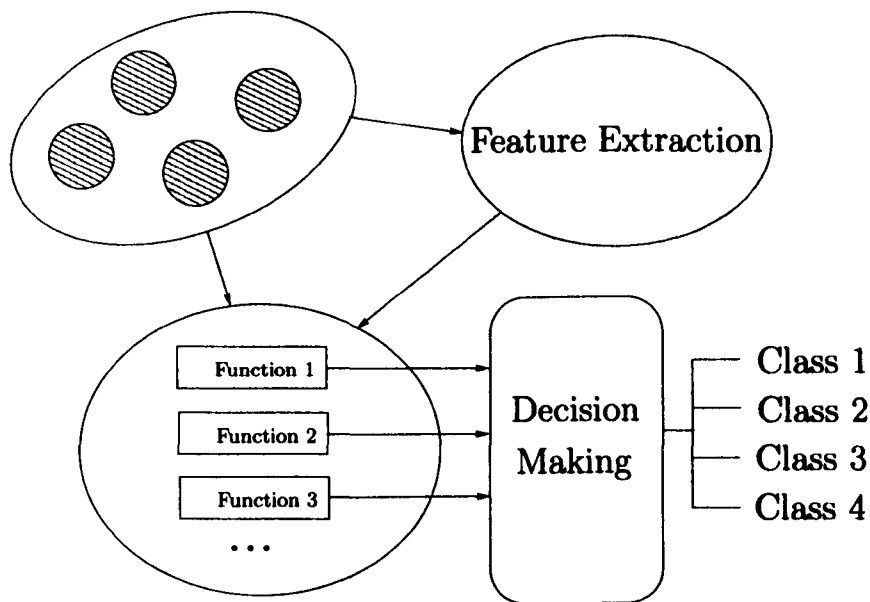 Feature Extraction
Function 1
Function 2
Function 3
...
Decision
Making
Class 1
Class 2
Class 3
Class 4